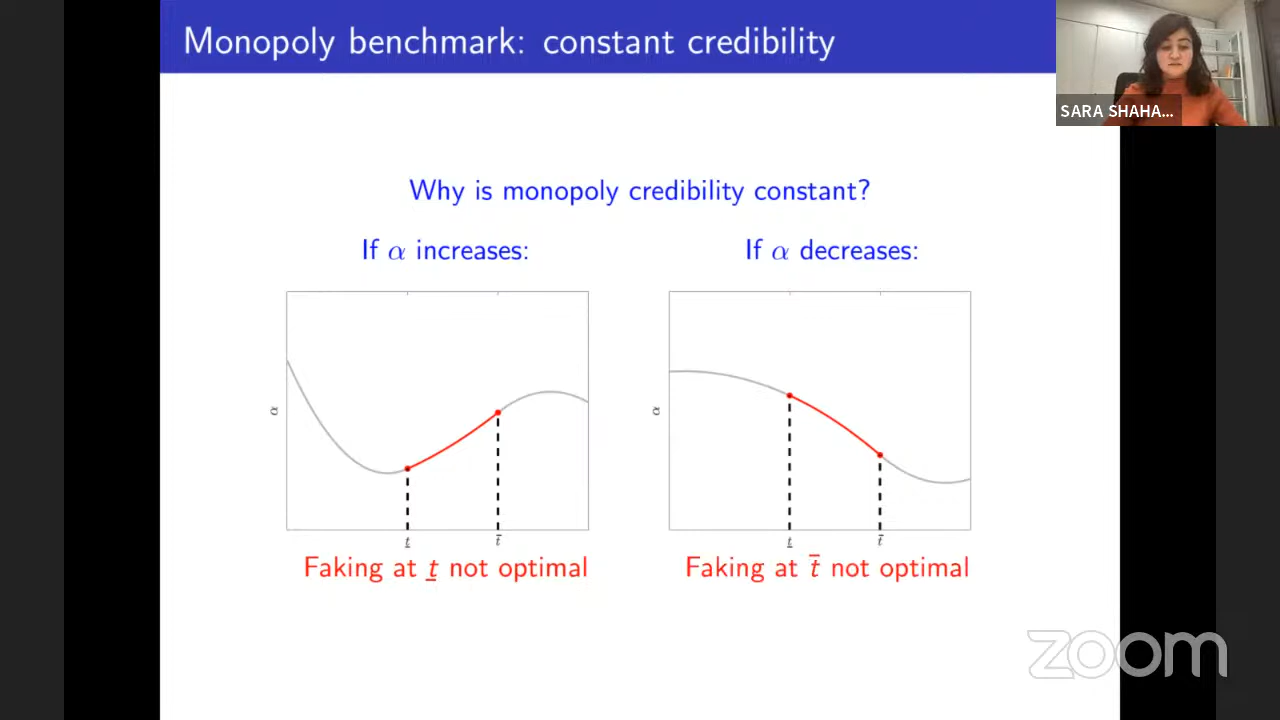 Monopoly benchmark: constant credibility
SARA SHAHA...
Why is monopoly credibility constant?
If α increases:
If α decreases:
α
t̲
t̄
α
t̲
t̄
Faking at t̲ not optimal
Faking at t̄ not optimal
zoom